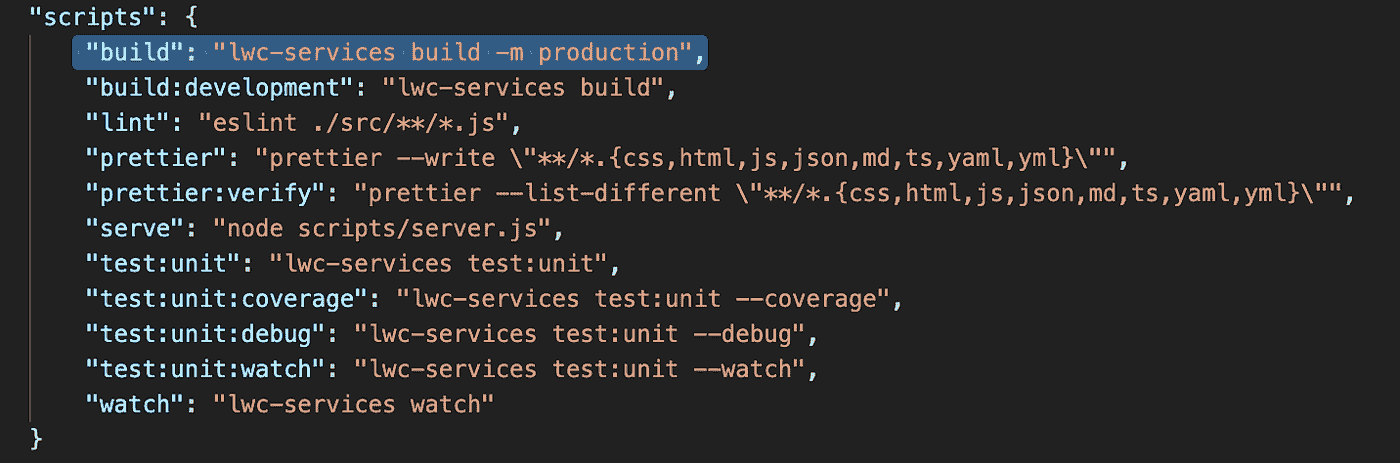 "scripts": {
"build": "lwc-services build -m production",
"build:development": "lwc-services build",
"lint": "eslint ./src/**/*.js",
"prettier": "prettier --write \"**/*.{css,html,js,json,md,ts,yaml,yml}\"",
"prettier:verify": "prettier --list-different \"**/*.{css,html,js,json,md,ts,yaml,yml}\"",
"serve": "node scripts/server.js",
"test:unit": "lwc-services test:unit",
"test:unit:coverage": "lwc-services test:unit --coverage",
"test:unit:debug": "lwc-services test:unit --debug",
"test:unit:watch": "lwc-services test:unit --watch",
"watch": "lwc-services watch"
}